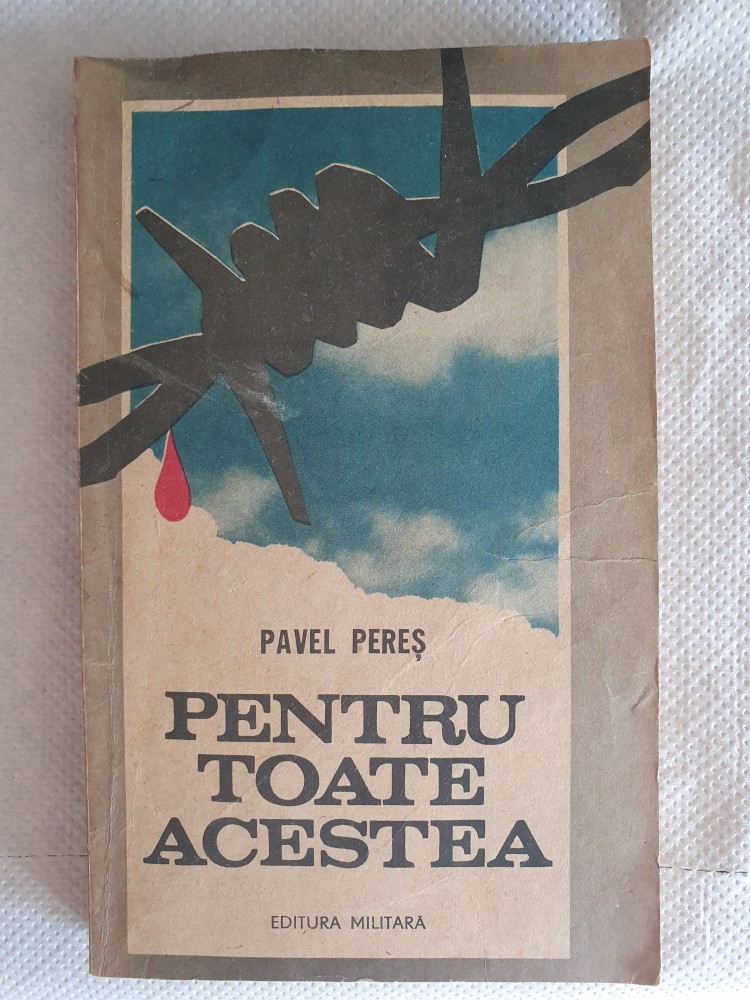 PAVEL PEREȘ
PENTRU
TOATE
ACESTEA
EDITURA MILITARĂ